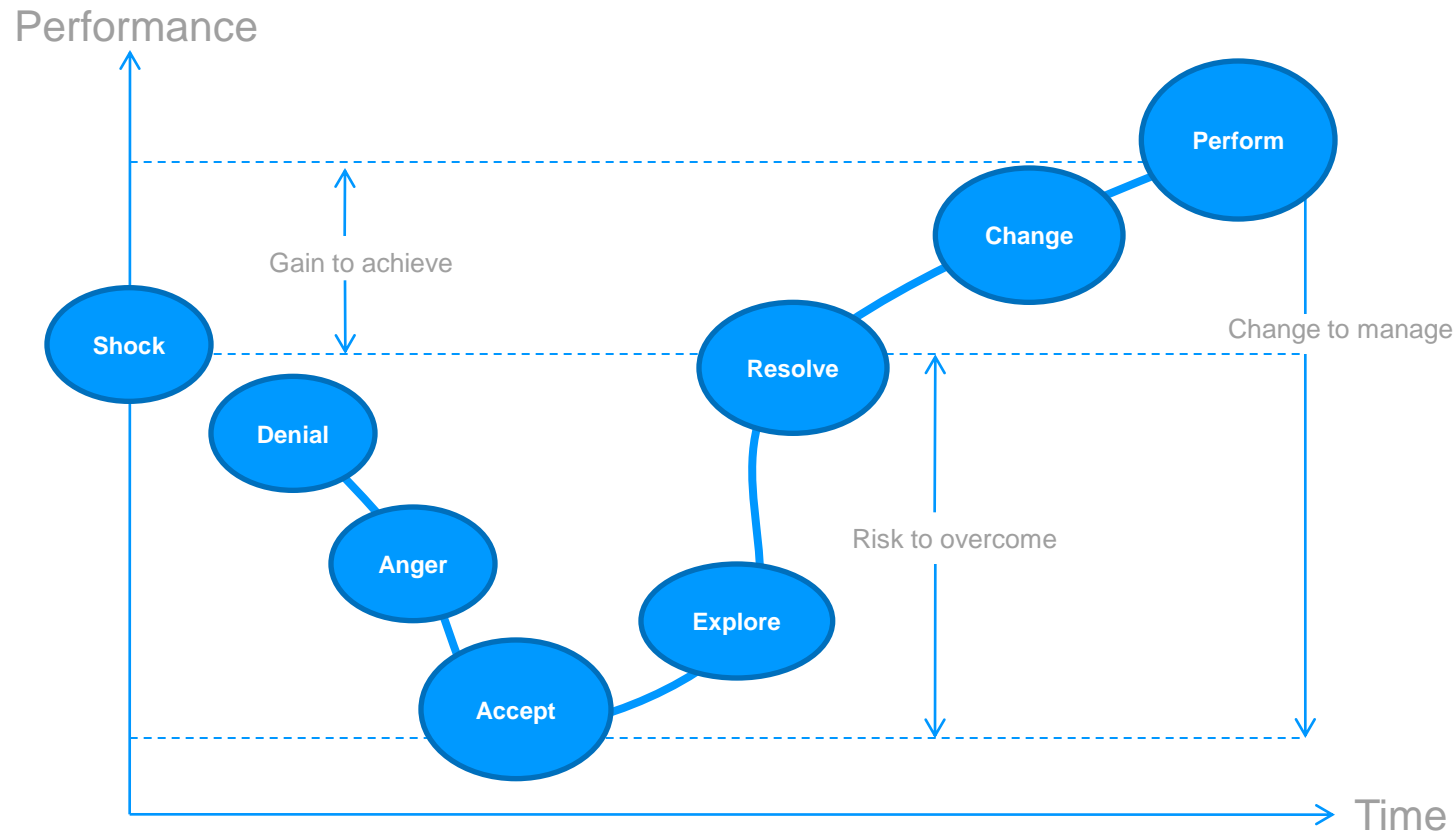 Performance
Perform
Change
Gain to achieve
Change to manage
Shock
Resolve
Denial
Risk to overcome
Anger
Explore
Accept
Time